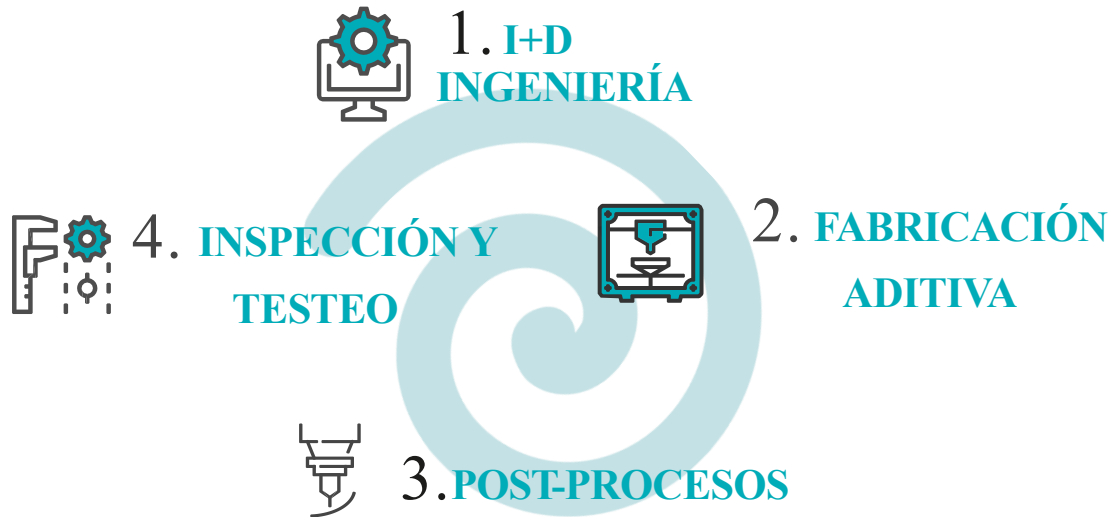 1. I+D
INGENIERÍA
2. FABRICACIÓN
ADITIVA
3.POST-PROCESOS
4. INSPECCIÓN Y
TESTEO